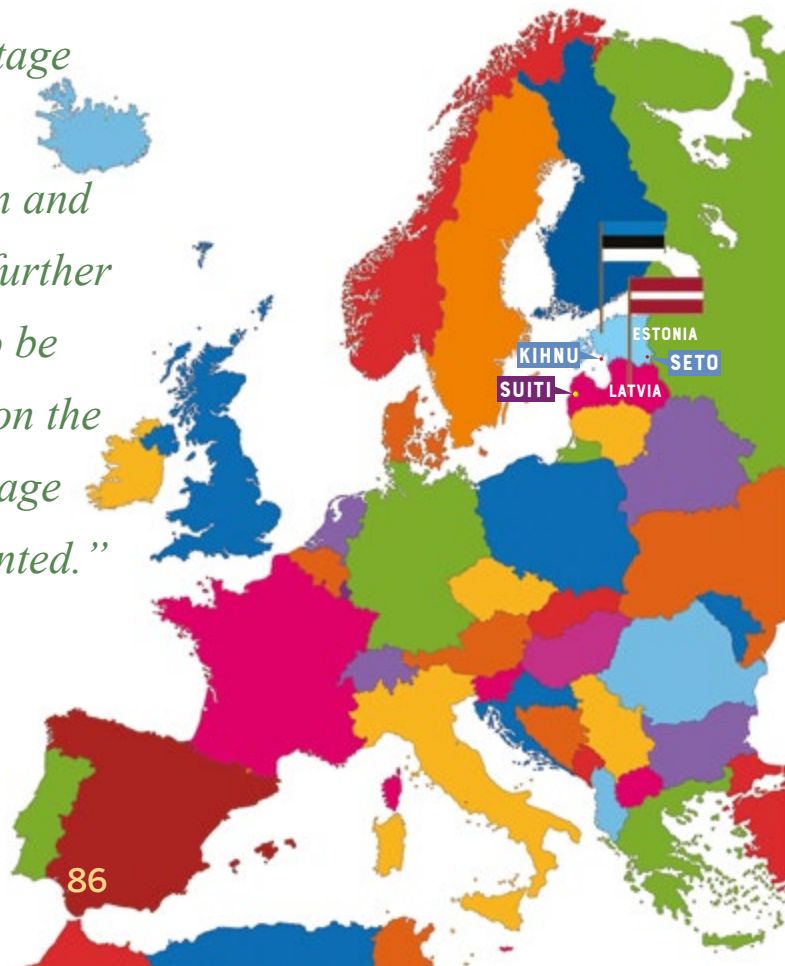 tage
n and
further
o be
on the
age
nted.”
ESTONIA
KIHNU
SETO
SUITI
LATVIA
86